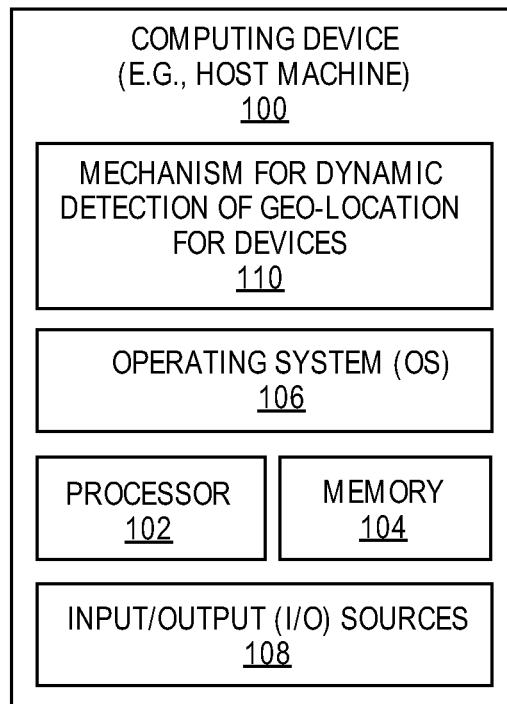 COMPUTING DEVICE
(E.G., HOST MACHINE)
100
MECHANISM FOR DYNAMIC
DETECTION OF GEO-LOCATION
FOR DEVICES
110
OPERATING SYSTEM (OS)
106
PROCESSOR
102
MEMORY
104
INPUT/OUTPUT (I/O) SOURCES
108